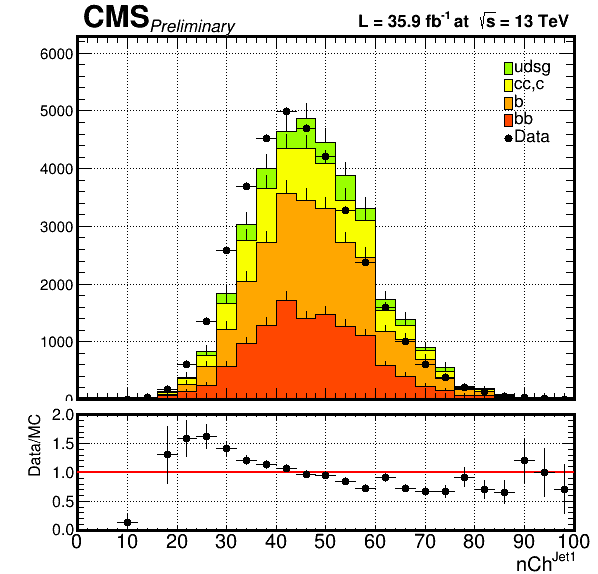 CMS Preliminary L = 35.9 fb⁻¹ at √s = 13 TeV
udsg
cc,c
b
bb
Data
6000
5000
4000
3000
2000
1000
0
Data/MC
2.0
1.5
1.0
0.5
0.0
0 10 20 30 40 50 60 70 80 90 100
nCh^Jet1